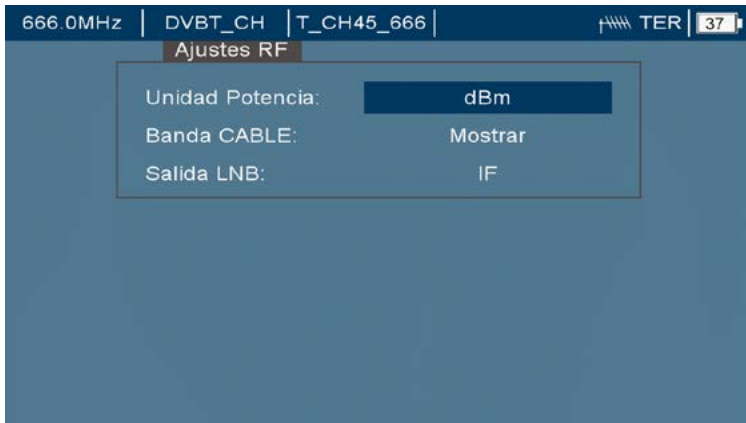 666.0MHz DVBT_CH T_CH45_666 TER 37
Ajustes RF
Unidad Potencia: dBm
Banda CABLE: Mostrar
Salida LNB: IF